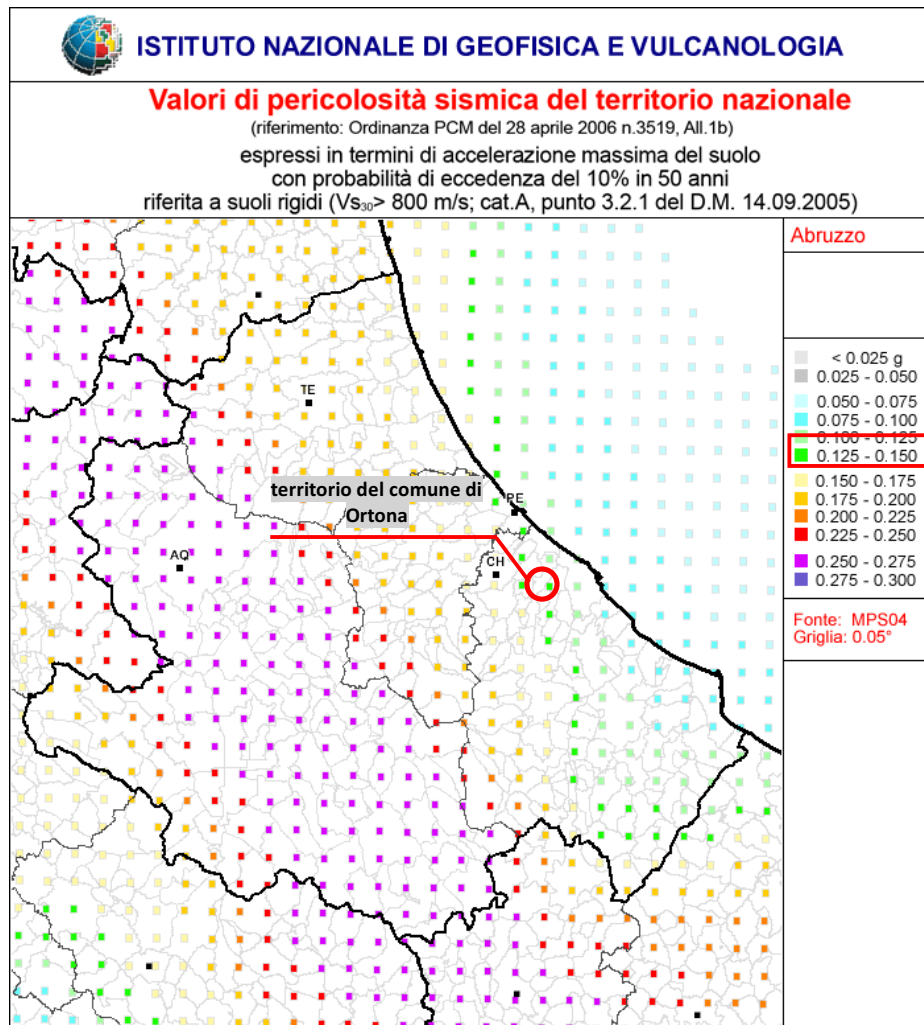 ISTITUTO NAZIONALE DI GEOFISICA E VULCANOLOGIA
Valori di pericolosità sismica del territorio nazionale
(riferimento: Ordinanza PCM del 28 aprile 2006 n.3519, All.1b)
espressi in termini di accelerazione massima del suolo
con probabilità di eccedenza del 10% in 50 anni
riferita a suoli rigidi (Vs30> 800 m/s; cat.A, punto 3.2.1 del D.M. 14.09.2005)
Abruzzo
< 0.025 g
0.025 - 0.050
0.050 - 0.075
0.075 - 0.100
0.100 - 0.125
0.125 - 0.150
0.150 - 0.175
0.175 - 0.200
0.200 - 0.225
0.225 - 0.250
0.250 - 0.275
0.275 - 0.300
Fonte: MPS04
Griglia: 0.05°
TE
territorio del comune di
Ortona
PE
AQ
CH